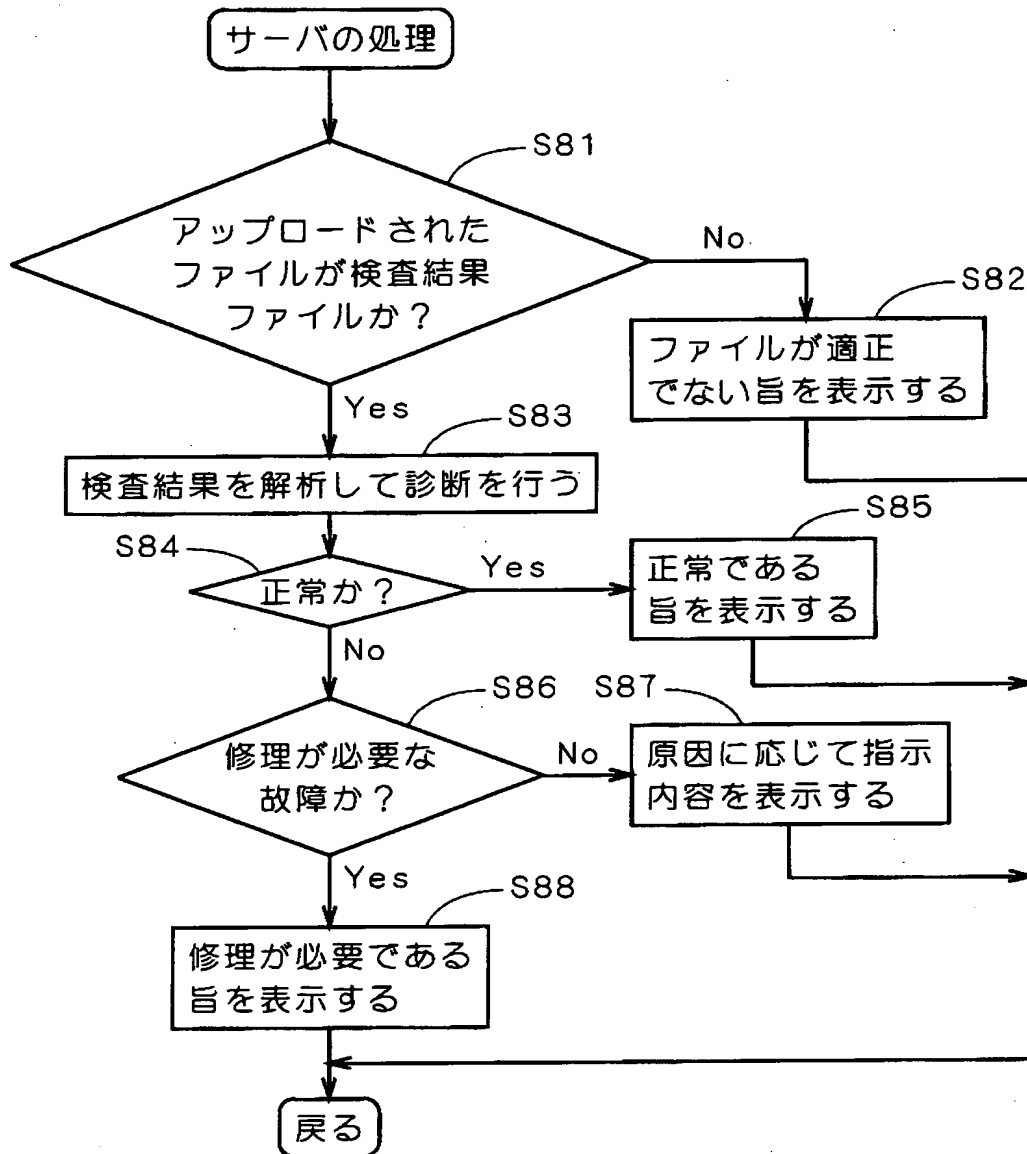 サーバの処理
S81
アップロードされた
ファイルが検査結果
ファイルか?
No
S82
ファイルが適正
でない旨を表示する
Yes
S83
検査結果を解析して診断を行う
S84
正常か?
Yes
S85
正常である
旨を表示する
No
S86
修理が必要な
故障か?
No
S87
原因に応じて指示
内容を表示する
Yes
S88
修理が必要である
旨を表示する
戻る